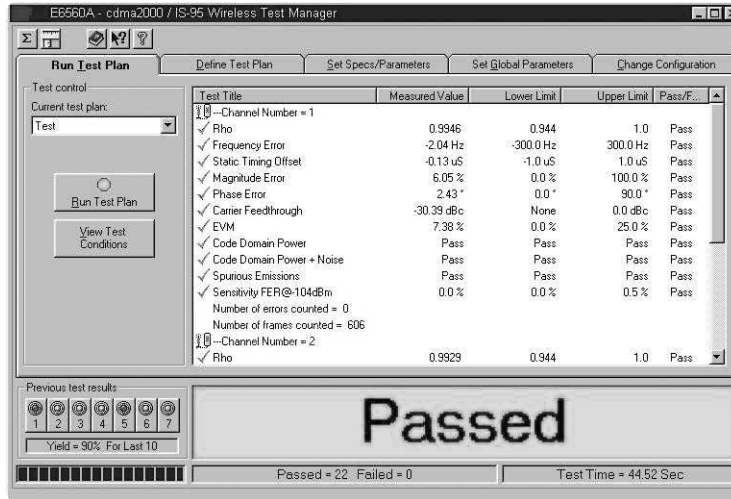 E6560A - cdma2000 / IS-95 Wireless Test Manager
Run Test Plan Define Test Plan Set Specs/Parameters Set Global Parameters Change Configuration
Test control
Current test plan:
Test
Run Test Plan
View Test
Conditions
Test Title Measured Value Lower Limit Upper Limit Pass/F...
---Channel Number = 1
Rho 0.9946 0.944 1.0 Pass
Frequency Error -2.04 Hz -300.0 Hz 300.0 Hz Pass
Static Timing Offset -0.13 uS -1.0 uS 1.0 uS Pass
Magnitude Error 6.05 % 0.0 % 100.0 % Pass
Phase Error 2.43 ° 0.0 ° 90.0 ° Pass
Carrier Feedthrough -30.39 dBc None 0.0 dBc Pass
EVM 7.38 % 0.0 % 25.0 % Pass
Code Domain Power Pass Pass Pass Pass
Code Domain Power + Noise Pass Pass Pass Pass
Spurious Emissions Pass Pass Pass Pass
Sensitivity FER@-104dBm 0.0 % 0.0 % 0.5 % Pass
Number of errors counted = 0
Number of frames counted = 606
---Channel Number = 2
Rho 0.9929 0.944 1.0 Pass
Previous test results
1 2 3 4 5 6 7
Yield = 90% For Last 10
Passed
Passed = 22 Failed = 0
Test Time = 44.52 Sec